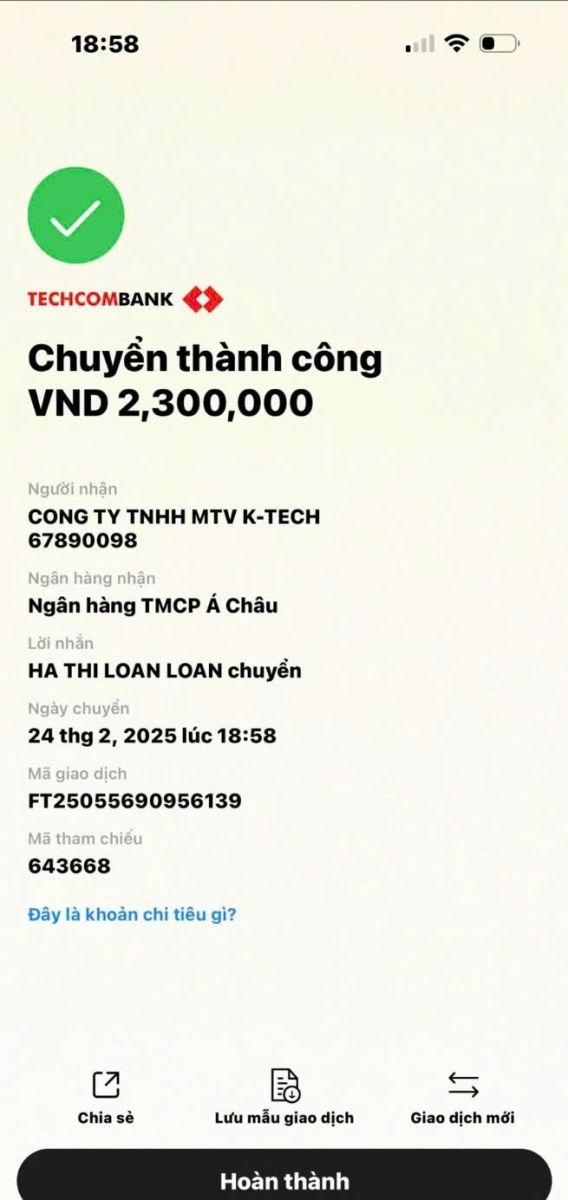 18:58
TECHCOMBANK
Chuyển thành công
VND 2,300,000
Người nhận
CONG TY TNHH MTV K-TECH
67890098
Ngân hàng nhận
Ngân hàng TMCP Á Châu
Lời nhắn
HA THI LOAN LOAN chuyển
Ngày chuyển
24 thg 2, 2025 lúc 18:58
Mã giao dịch
FT25055690956139
Mã tham chiếu
643668
Đây là khoản chi tiêu gì?
Chia sẻ Lưu mẫu giao dịch Giao dịch mới
Hoàn thành